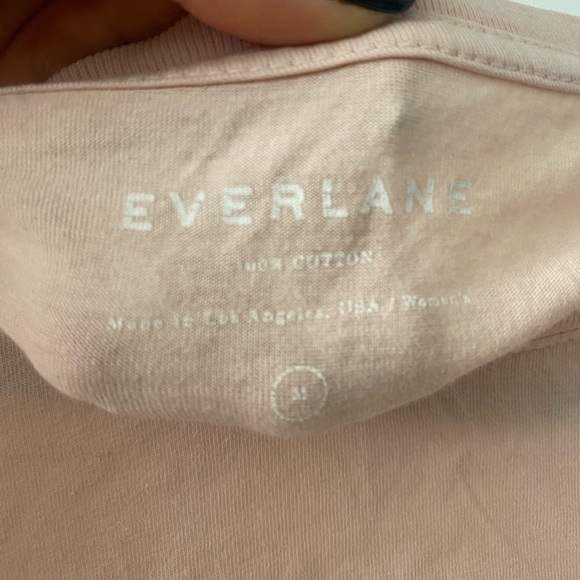 EVERLANE
100% COTTON
Made in Los Angeles, USA / Women's
M